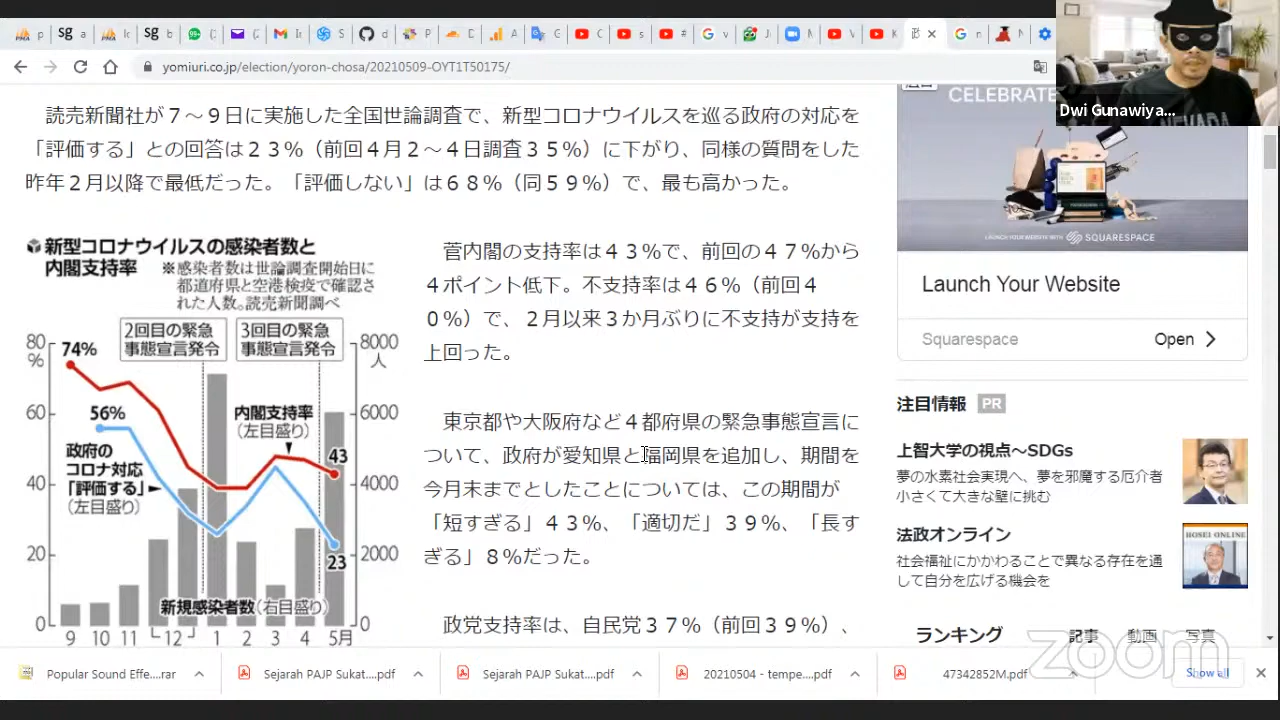 yomiuri.co.jp/election/yoron-chosa/20210509-OYT1T50175/
Dwi Gunawiya...
読売新聞社が７～９日に実施した全国世論調査で、新型コロナウイルスを巡る政府の対応を
「評価する」との回答は２３％（前回４月２～４日調査３５％）に下がり、同様の質問をした
昨年２月以降で最低だった。「評価しない」は６８％（同５９％）で、最も高かった。
新型コロナウイルスの感染者数と
内閣支持率
※感染者数は世論調査開始日に
都道府県と空港検疫で確認さ
れた人数。読売新聞調べ
2回目の緊急
事態宣言発令
3回目の緊急
事態宣言発令
80
%
60
40
20
0
8000
人
6000
4000
2000
0
74%
56%
内閣支持率
(左目盛り)
43
政府の
コロナ対応
「評価する」
(左目盛り)
23
新規感染者数(右目盛り)
9 10 11 12 1 2 3 4 5月
菅内閣の支持率は４３％で、前回の４７％から
４ポイント低下。不支持率は４６％（前回４
０％）で、２月以来３か月ぶりに不支持が支持を
上回った。
東京都や大阪府など４都府県の緊急事態宣言に
ついて、政府が愛知県と福岡県を追加し、期間を
今月末までとしたことについては、この期間が
「短すぎる」４３％、「適切だ」３９％、「長す
ぎる」８％だった。
政党支持率は、自民党３７％（前回３９％）、
CELEBRATE
LAUNCH YOUR WEBSITE WITH SQUARESPACE
Launch Your Website
Squarespace
Open
注目情報 PR
上智大学の視点～SDGs
夢の水素社会実現へ、夢を邪魔する厄介者
小さくて大きな壁に挑む
法政オンライン
社会福祉にかかわることで異なる存在を通
して自分を広げる機会を
HOSEI ONLINE
ランキング
記事 動画 写真
zoom
Popular Sound Effe....rar
Sejarah PAJP Sukat....pdf
Sejarah PAJP Sukat....pdf
20210504 - tempe....pdf
47342852M.pdf
Show all